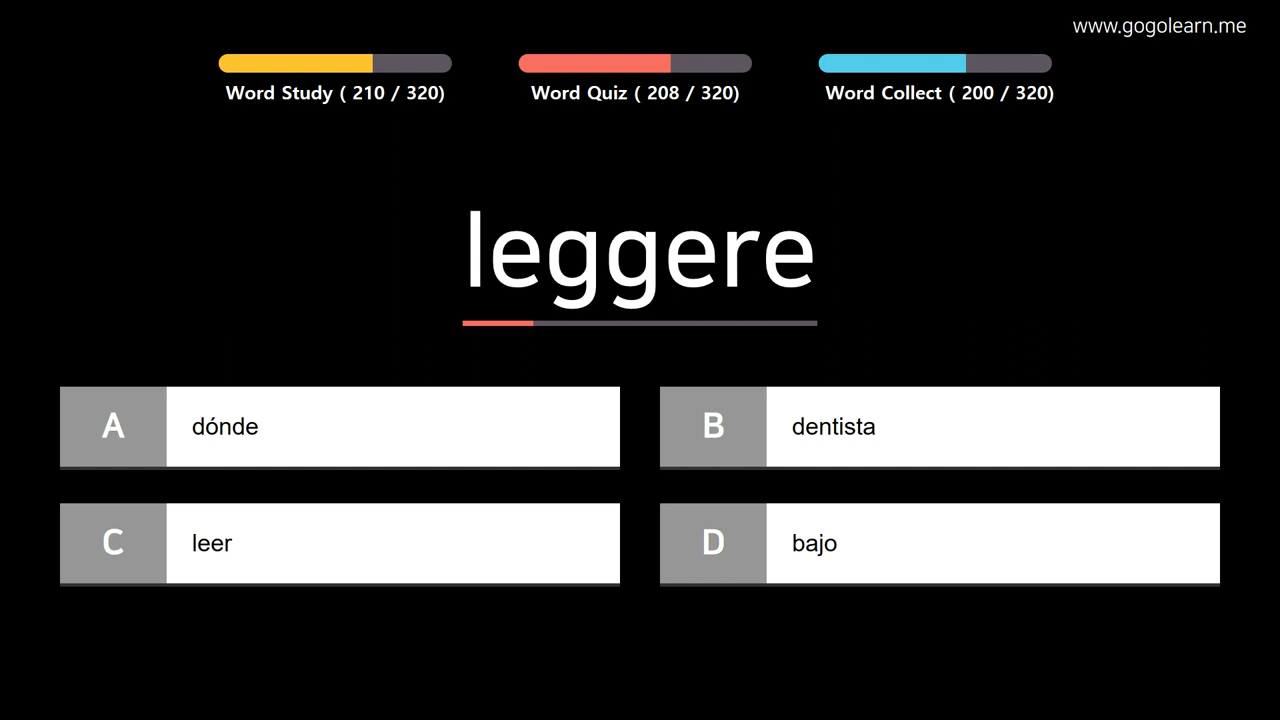 www.gogolearn.me
Word Study ( 210 / 320)
Word Quiz ( 208 / 320)
Word Collect ( 200 / 320)
leggere
A dónde
B dentista
C leer
D bajo